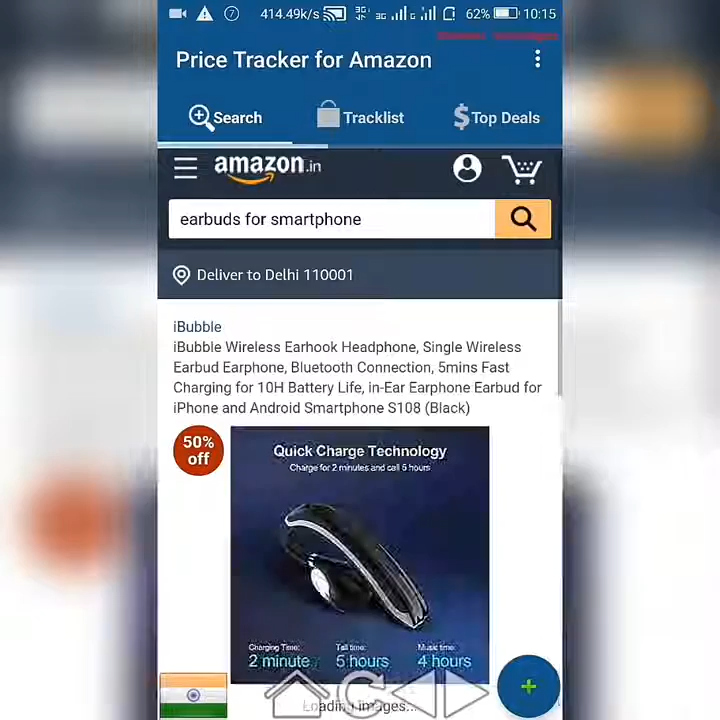 7 414.49k/s 3G 62% 10:15
Price Tracker for Amazon
Search Tracklist Top Deals
amazon.in
earbuds for smartphone
Deliver to Delhi 110001
iBubble
iBubble Wireless Earhook Headphone, Single Wireless
Earbud Earphone, Bluetooth Connection, 5mins Fast
Charging for 10H Battery Life, in-Ear Earphone Earbud for
iPhone and Android Smartphone S108 (Black)
50%
off
Quick Charge Technology
Charge for 2 minutes and call 5 hours
Charging Time: Talk time: Music time:
2 minute 5 hours 4 hours
Loading images...